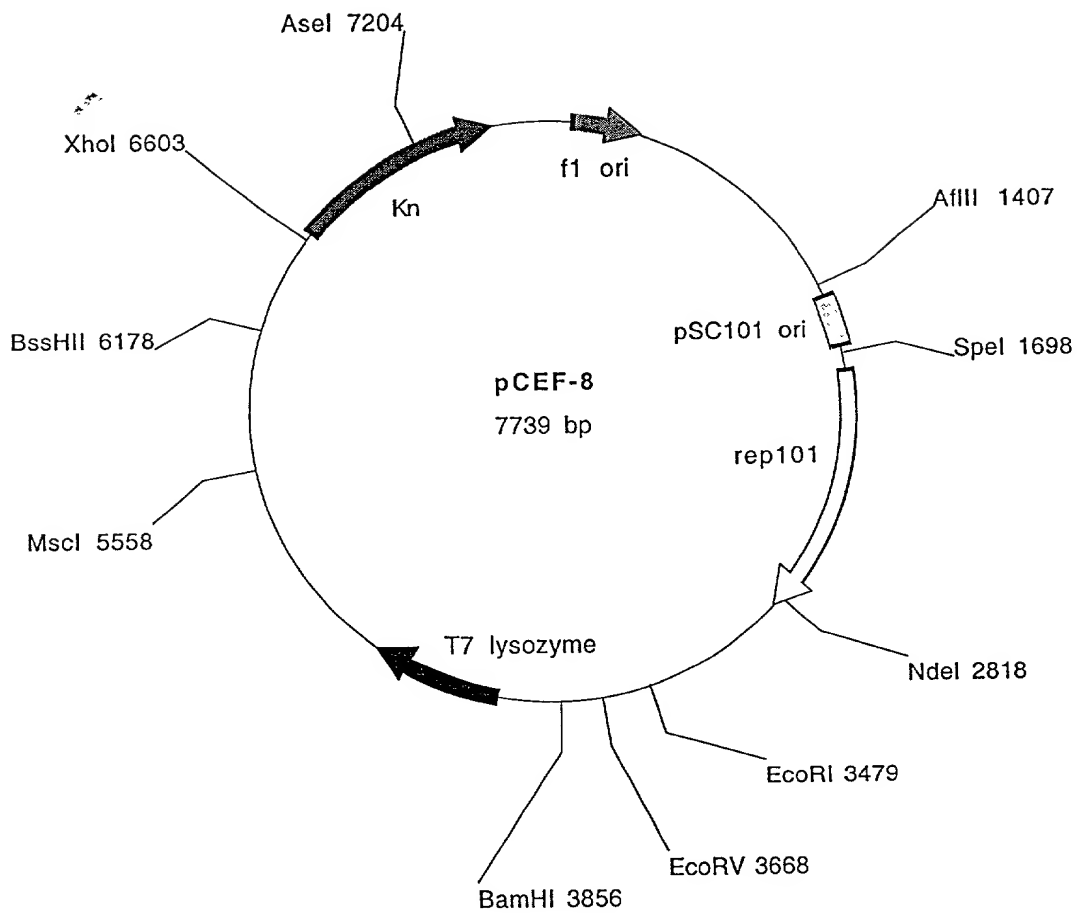 AseI 7204
XhoI 6603
f1 ori
Kn
AflIII 1407
BssHII 6178
pSC101 ori
SpeI 1698
pCEF-8
7739 bp
rep101
MscI 5558
T7 lysozyme
NdeI 2818
EcoRI 3479
EcoRV 3668
BamHI 3856